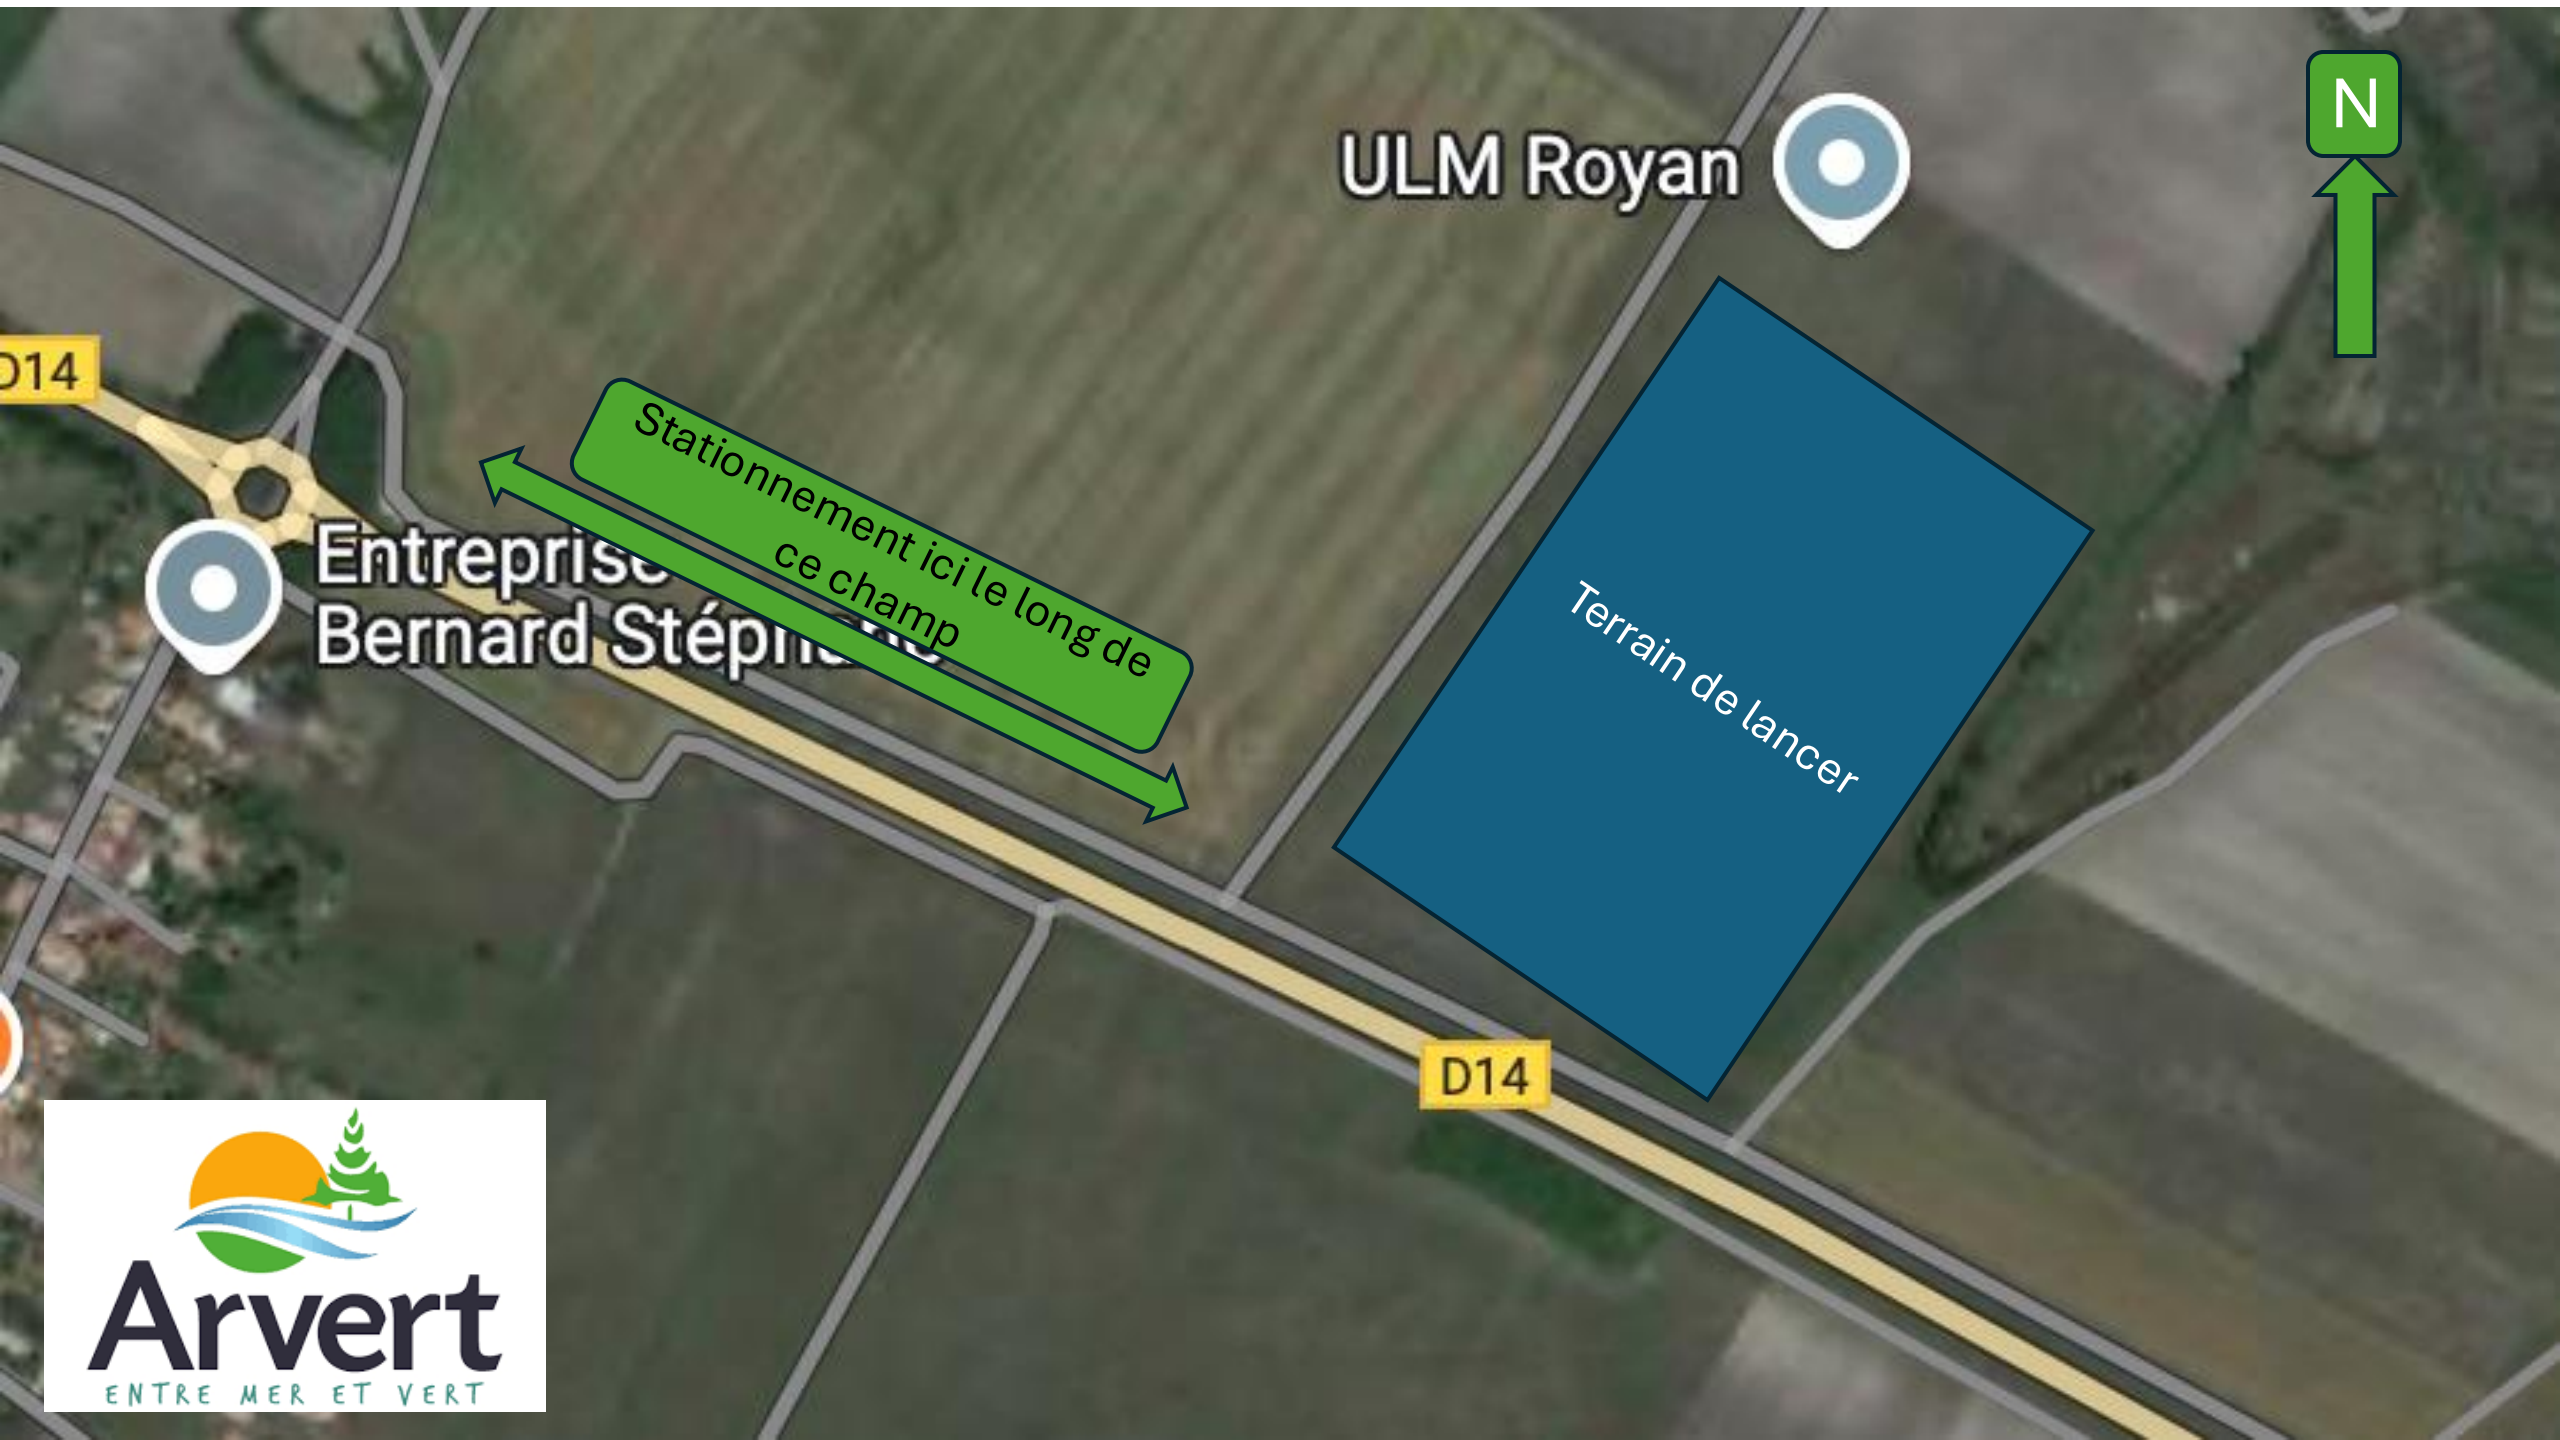 N
ULM Royan
D14
Stationnement ici le long de
ce champ
Entreprise
Bernard Stéphane
Terrain de lancer
D14
Arvert
ENTRE MER ET VERT